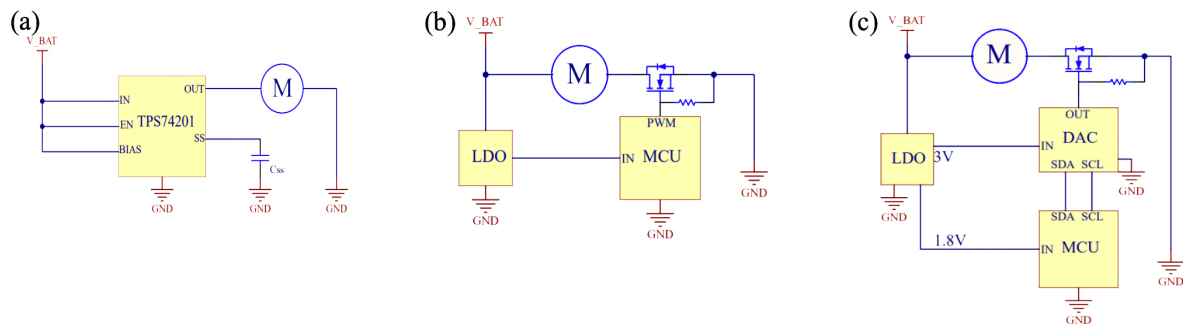 (a)
V_BAT
IN
EN
BIAS
TPS74201
OUT
SS
M
Css
GND
GND
GND
(b)
V_BAT
M
PWM
LDO
IN
MCU
GND
GND
GND
(c)
V_BAT
M
OUT
DAC
IN
SDA SCL
LDO
3V
GND
GND
SDA SCL
1.8V
IN
MCU
GND
GND